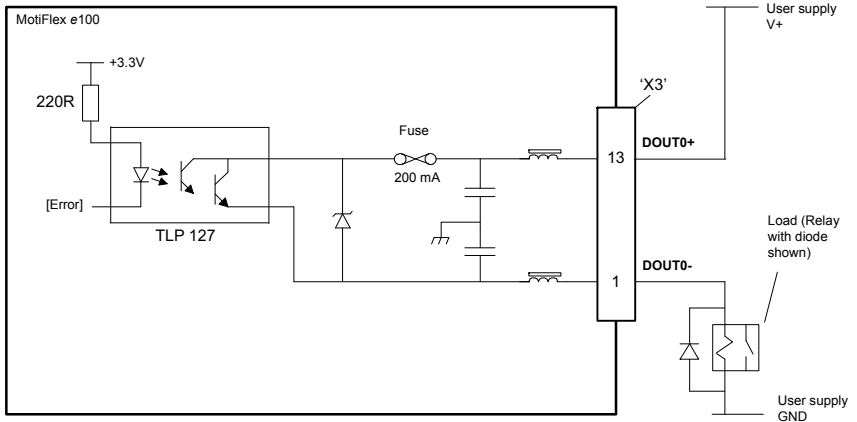 MotiFlex e100
+3.3V
220R
[Error]
TLP 127
Fuse
200 mA
'X3'
13
1
DOUT0+
DOUT0-
User supply
V+
Load (Relay
with diode
shown)
User supply
GND